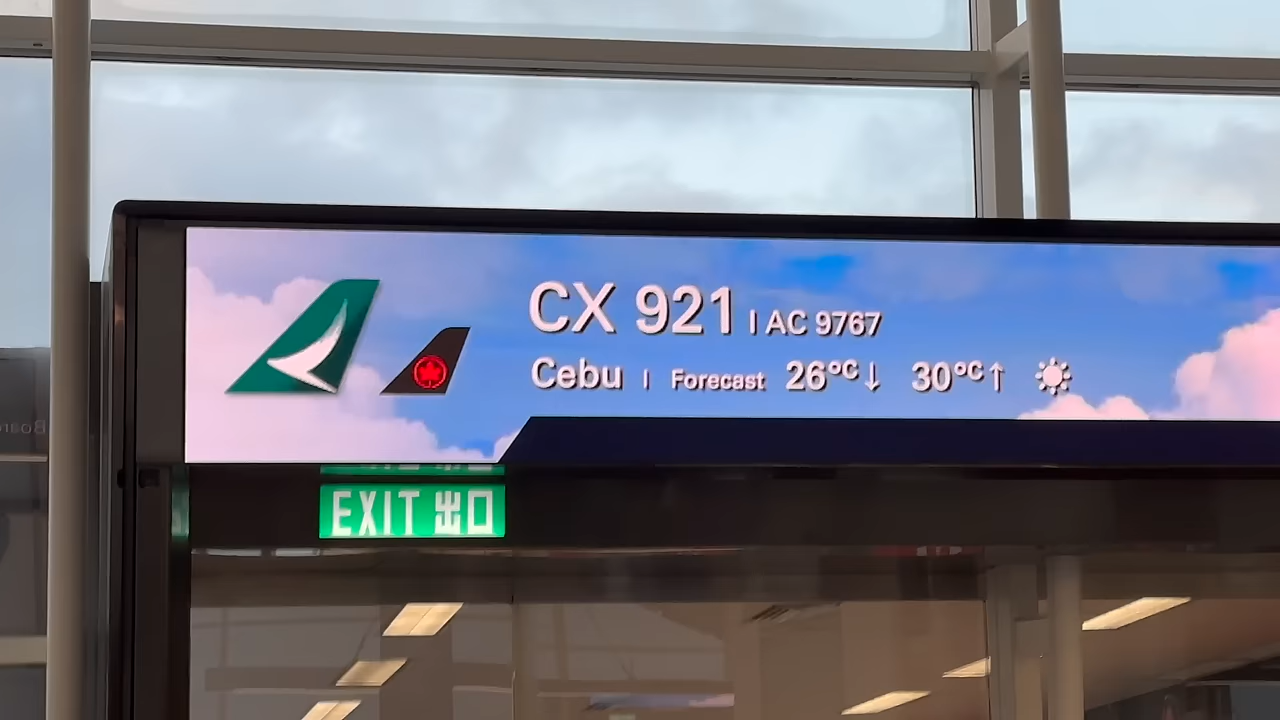 CX 921 | AC 9767
Cebu | Forecast 26°C↓ 30°C↑
EXIT 出口